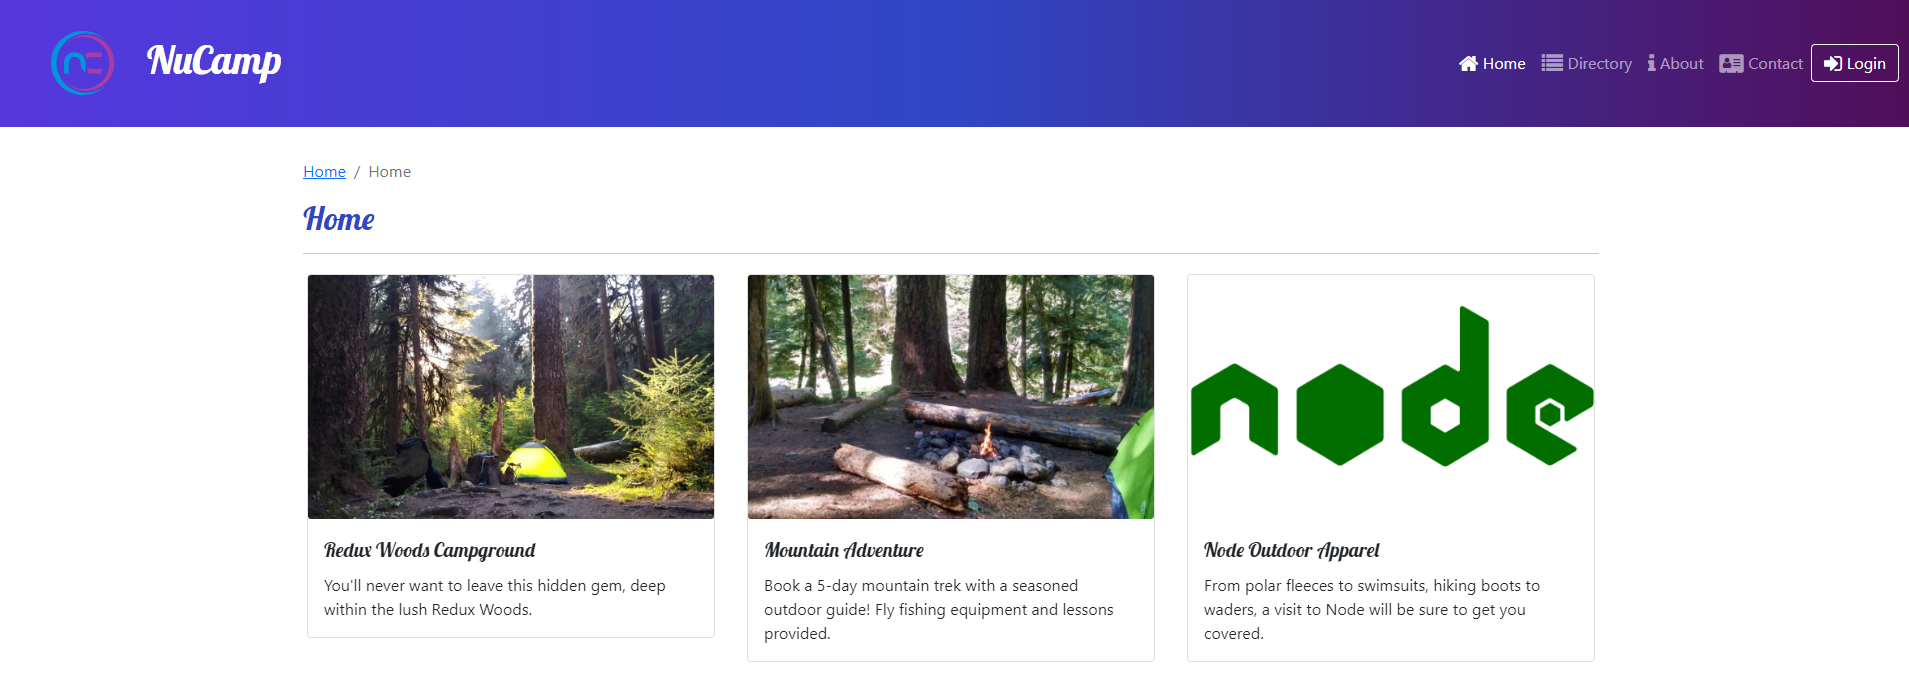 NC NuCamp
Home Directory About Contact Login
Home / Home
Home
node
Redux Woods Campground
You'll never want to leave this hidden gem, deep
within the lush Redux Woods.
Mountain Adventure
Book a 5-day mountain trek with a seasoned
outdoor guide! Fly fishing equipment and lessons
provided.
Node Outdoor Apparel
From polar fleeces to swimsuits, hiking boots to
waders, a visit to Node will be sure to get you
covered.